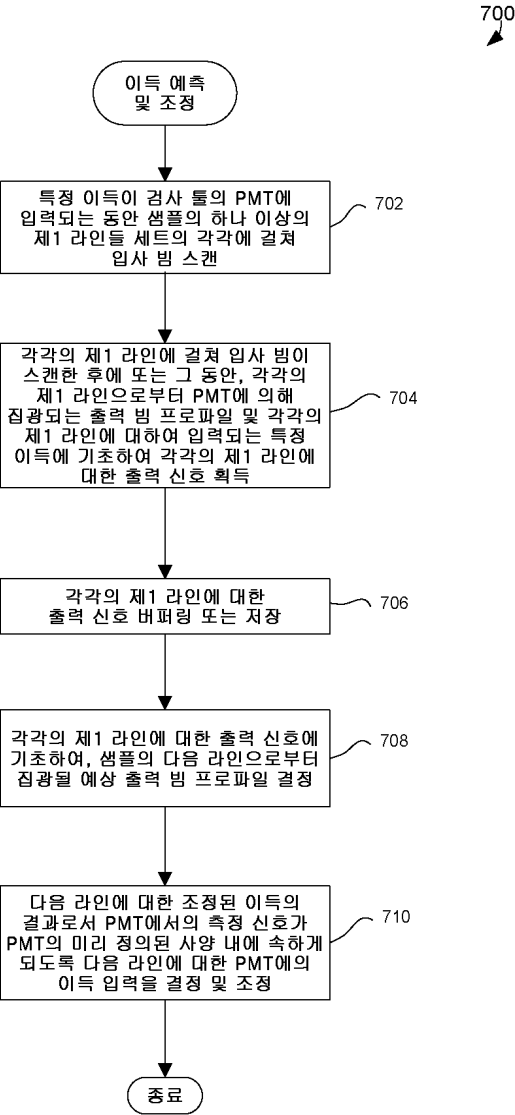 700
이득 예측
및 조정
특정 이득이 검사 툴의 PMT에
입력되는 동안 샘플의 하나 이상의
제1 라인들 세트의 각각에 걸쳐
입사 빔 스캔
702
각각의 제1 라인에 걸쳐 입사 빔이
스캔한 후에 또는 그 동안, 각각의
제1 라인으로부터 PMT에 의해
집광되는 출력 빔 프로파일 및 각각의
제1 라인에 대하여 입력되는 특정
이득에 기초하여 각각의 제1 라인에
대한 출력 신호 획득
704
각각의 제1 라인에 대한
출력 신호 버퍼링 또는 저장
706
각각의 제1 라인에 대한 출력 신호에
기초하여, 샘플의 다음 라인으로부터
집광될 예상 출력 빔 프로파일 결정
708
다음 라인에 대한 조정된 이득의
결과로서 PMT에서의 측정 신호가
PMT의 미리 정의된 사양 내에 속하게
되도록 다음 라인에 대한 PMT에의
이득 입력을 결정 및 조정
710
종료